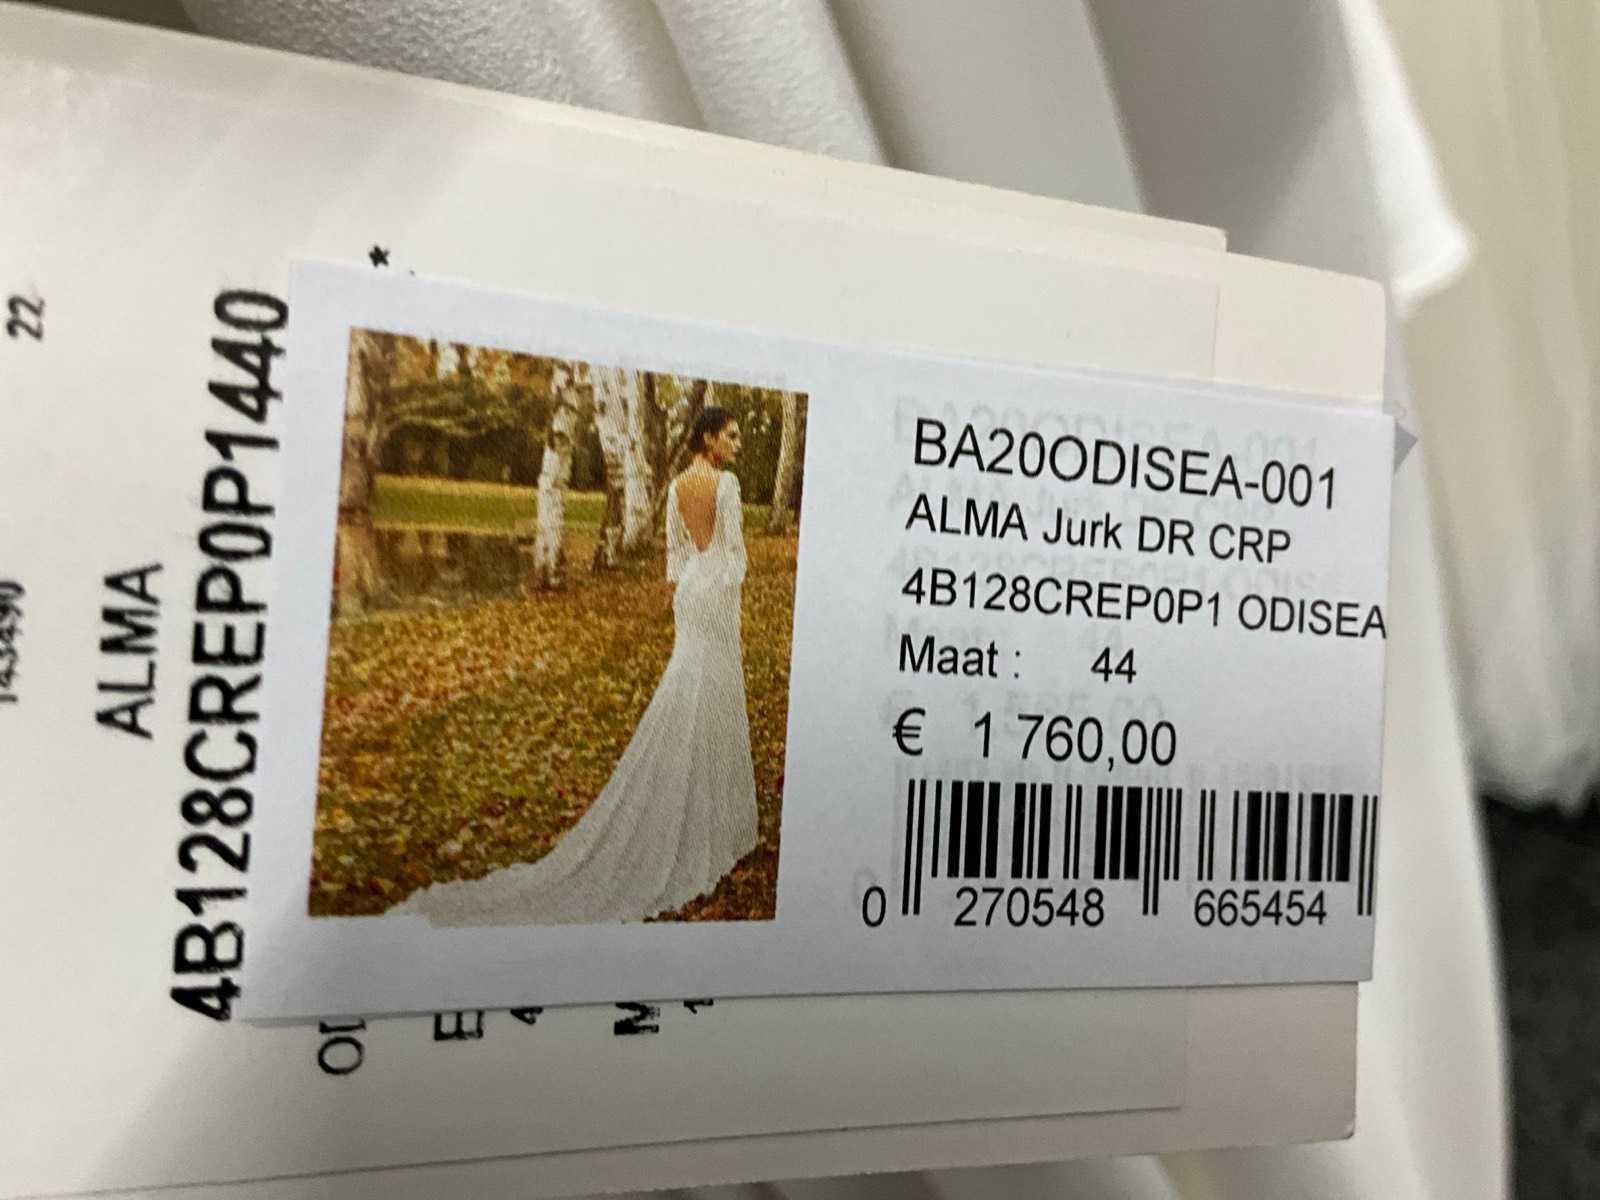 22
ALMA
4B128CREP0P1440
*
BA20ODISEA-001
ALMA Jurk DR CRP
4B128CREP0P1 ODISEA
Maat : 44
€ 1 760,00
0 270548 665454